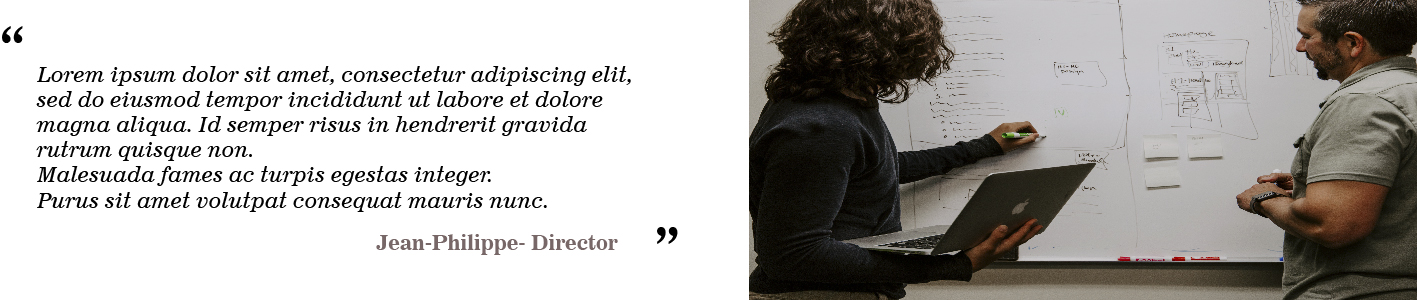 “
Lorem ipsum dolor sit amet, consectetur adipiscing elit,
sed do eiusmod tempor incididunt ut labore et dolore
magna aliqua. Id semper risus in hendrerit gravida
rutrum quisque non.
Malesuada fames ac turpis egestas integer.
Purus sit amet volutpat consequat mauris nunc.
Jean-Philippe- Director
”